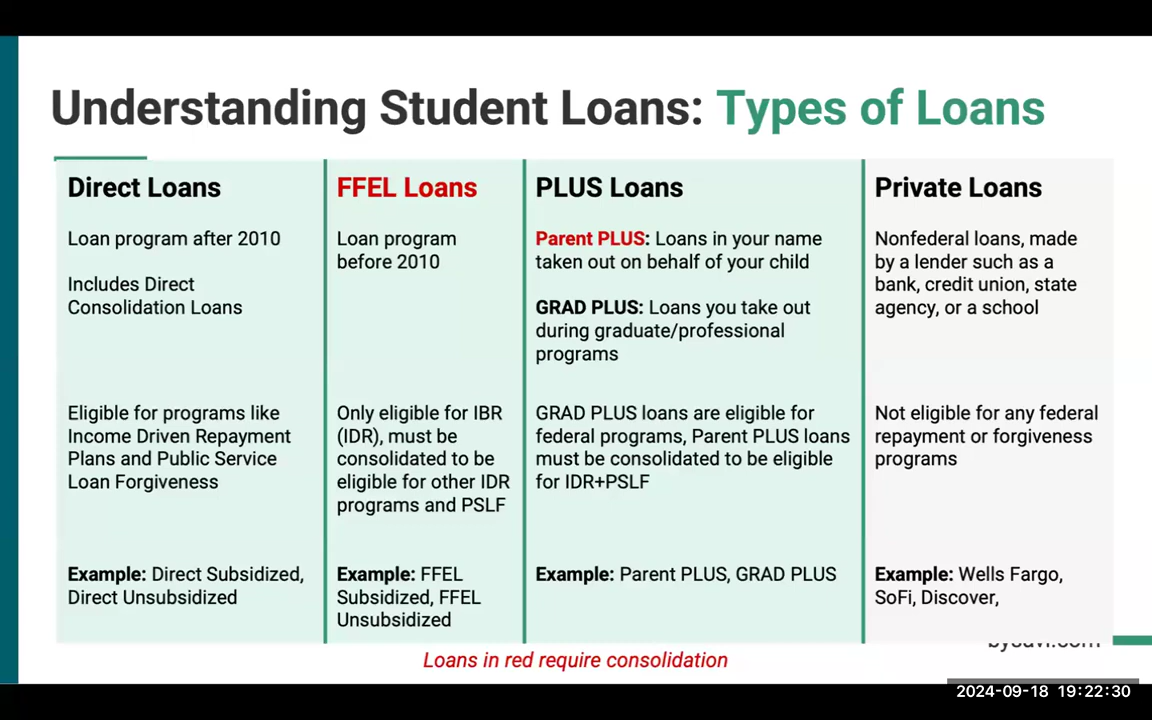 Understanding Student Loans: Types of Loans
Direct Loans
Loan program after 2010
Includes Direct
Consolidation Loans
Eligible for programs like
Income Driven Repayment
Plans and Public Service
Loan Forgiveness
Example: Direct Subsidized,
Direct Unsubsidized
FFEL Loans
Loan program
before 2010
Only eligible for IBR
(IDR), must be
consolidated to be
eligible for other IDR
programs and PSLF
Example: FFEL
Subsidized, FFEL
Unsubsidized
PLUS Loans
Parent PLUS: Loans in your name
taken out on behalf of your child
GRAD PLUS: Loans you take out
during graduate/professional
programs
GRAD PLUS loans are eligible for
federal programs, Parent PLUS loans
must be consolidated to be eligible
for IDR+PSLF
Example: Parent PLUS, GRAD PLUS
Private Loans
Nonfederal loans, made
by a lender such as a
bank, credit union, state
agency, or a school
Not eligible for any federal
repayment or forgiveness
programs
Example: Wells Fargo,
SoFi, Discover,
bysavi.com
Loans in red require consolidation
2024-09-18 19:22:30